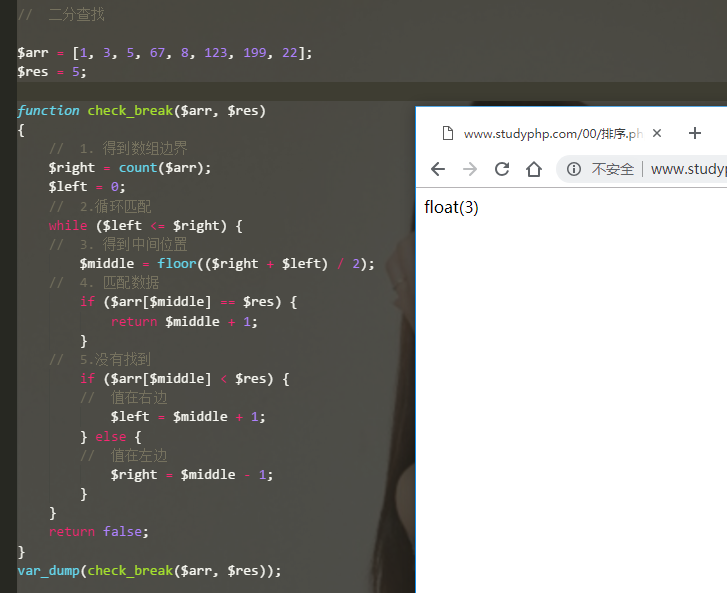 //  二分查找
$arr = [1, 3, 5, 67, 8, 123, 199, 22];
$res = 5;
function check_break($arr, $res)
{
//  1. 得到数组边界
$right = count($arr);
$left = 0;
//  2.循环匹配
while ($left <= $right) {
//  3. 得到中间位置
$middle = floor(($right + $left) / 2);
//  4. 匹配数据
if ($arr[$middle] == $res) {
return $middle + 1;
}
//  5.没有找到
if ($arr[$middle] < $res) {
//  值在右边
$left = $middle + 1;
} else {
//  值在左边
$right = $middle - 1;
}
}
return false;
}
var_dump(check_break($arr, $res));
www.studyphp.com/00/排序.ph
不安全 | www.studyp
float(3)